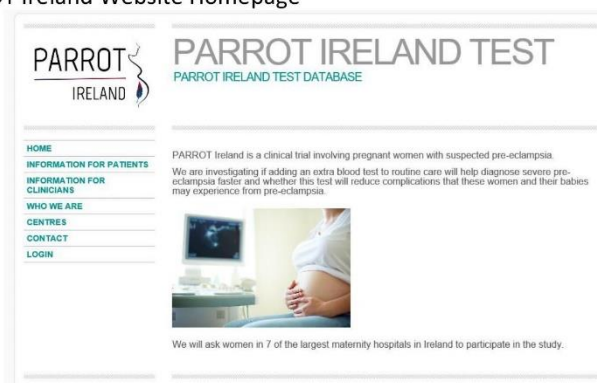 Ireland Website Homepage
PARROT
IRELAND
PARROT IRELAND TEST
PARROT IRELAND TEST DATABASE
HOME
INFORMATION FOR PATIENTS
INFORMATION FOR
CLINICIANS
WHO WE ARE
CENTRES
CONTACT
LOGIN
PARROT Ireland is a clinical trial involving pregnant women with suspected pre-eclampsia.
We are investigating if adding an extra blood test to routine care will help diagnose severe pre-
eclampsia faster and whether this test will reduce complications that these women and their babies
may experience from pre-eclampsia.
We will ask women in 7 of the largest maternity hospitals in Ireland to participate in the study.